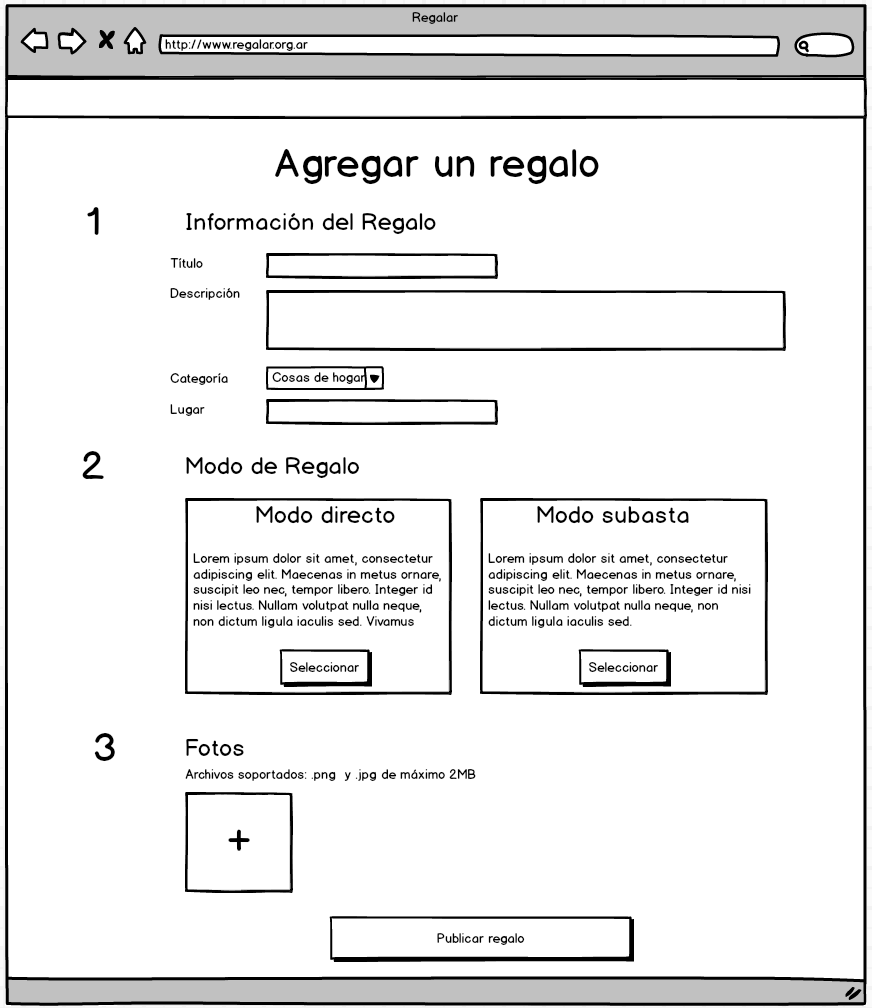 Regalar
http://www.regalar.org.ar
Agregar un regalo
1
Información del Regalo
Título
Descripción
Categoría
Cosas de hogar
Lugar
2
Modo de Regalo
Modo directo
Lorem ipsum dolor sit amet, consectetur
adipiscing elit. Maecenas in metus ornare,
suscipit leo nec, tempor libero. Integer id
nisi lectus. Nullam volutpat nulla neque,
non dictum ligula iaculis sed. Vivamus
Seleccionar
Modo subasta
Lorem ipsum dolor sit amet, consectetur
adipiscing elit. Maecenas in metus ornare,
suscipit leo nec, tempor libero. Integer id nisi
lectus. Nullam volutpat nulla neque, non
dictum ligula iaculis sed.
Seleccionar
3
Fotos
Archivos soportados: .png y .jpg de máximo 2MB
+
Publicar regalo